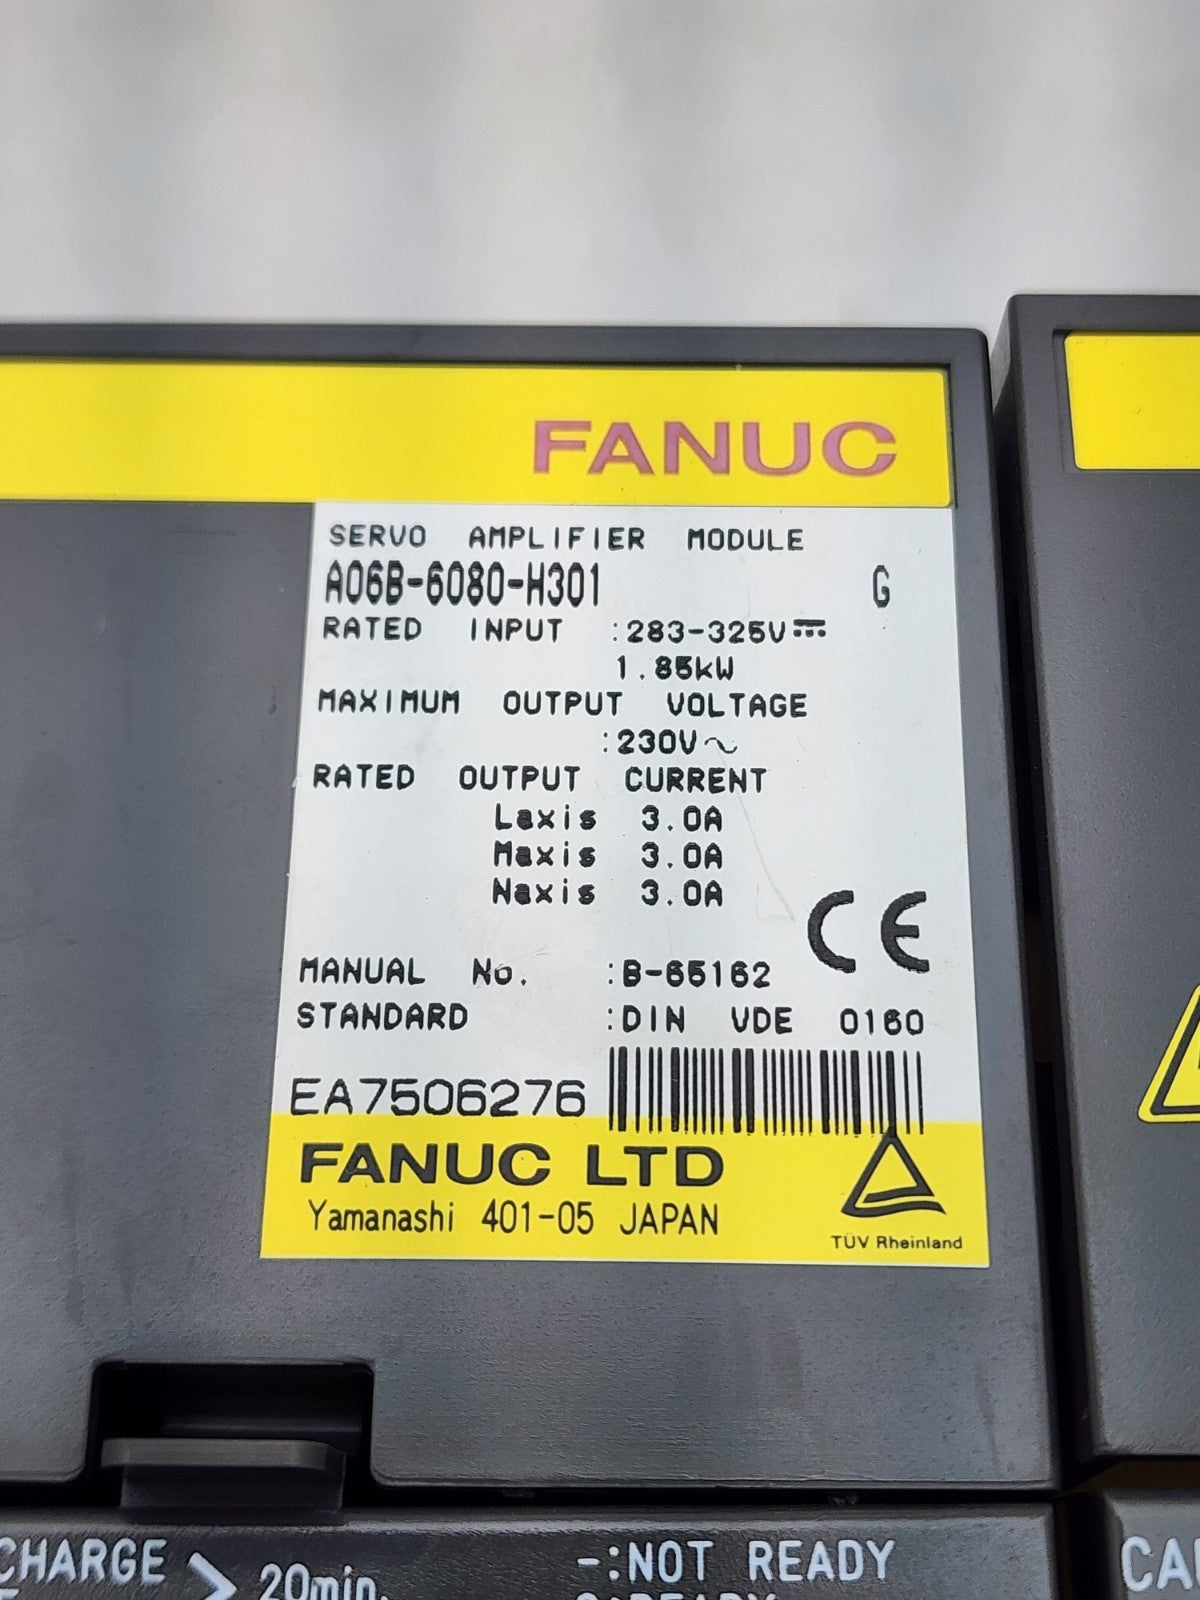 FANUC
SERVO AMPLIFIER MODULE
A06B-6080-H301 G
RATED INPUT :283-325V
1.85kW
MAXIMUM OUTPUT VOLTAGE
:230V~
RATED OUTPUT CURRENT
Laxis 3.0A
Maxis 3.0A
Naxis 3.0A
CE
MANUAL No. :B-65162
STANDARD :DIN VDE 0160
EA7506276
FANUC LTD
Yamanashi 401-05 JAPAN
TÜV Rheinland
CHARGE > 20min.
-:NOT READY
CAU